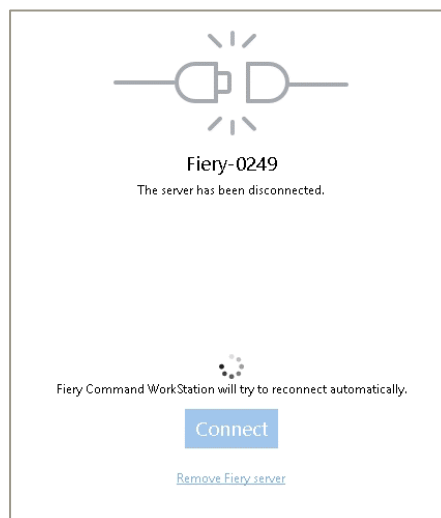 Fiery-0249
The server has been disconnected.
Fiery Command WorkStation will try to reconnect automatically.
Connect
Remove Fiery server